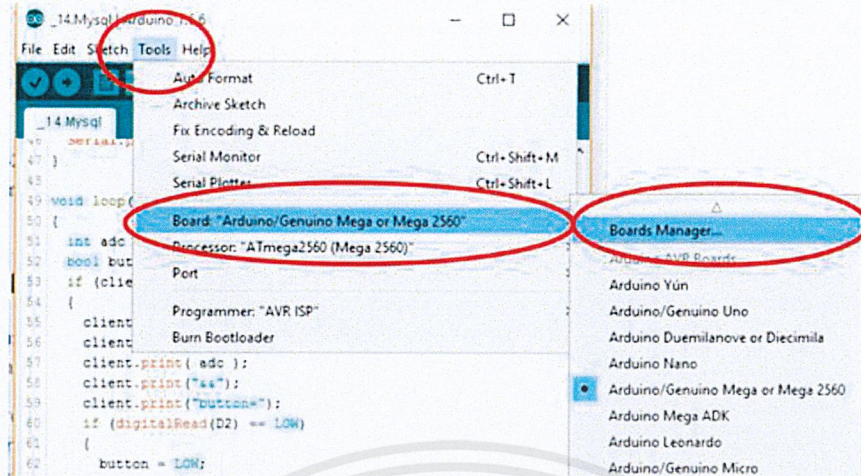 _14.Mysql | Arduino 1.6.6
File Edit Sketch Tools Help
Auto Format Ctrl+T
Archive Sketch
Fix Encoding & Reload
Serial Monitor Ctrl+Shift+M
Serial Plotter Ctrl+Shift+L
Board: "Arduino/Genuino Mega or Mega 2560"
Processor: "ATmega2560 (Mega 2560)"
Port
Programmer: "AVR ISP"
Burn Bootloader
Boards Manager...
Arduino AVR Boards
Arduino Yún
Arduino/Genuino Uno
Arduino Duemilanove or Diecimila
Arduino Nano
Arduino/Genuino Mega or Mega 2560
Arduino Mega ADK
Arduino Leonardo
Arduino/Genuino Micro
_14.Mysql
46
47 }
48
49 void loop(
50 {
51 int adc
52 bool but
53 if (clie
54 {
55 client
56 client
57 client.print( adc );
58 client.print("&&");
59 client.print("button=");
60 if (digitalRead(D2) == LOW)
61 {
62 button = LOW;